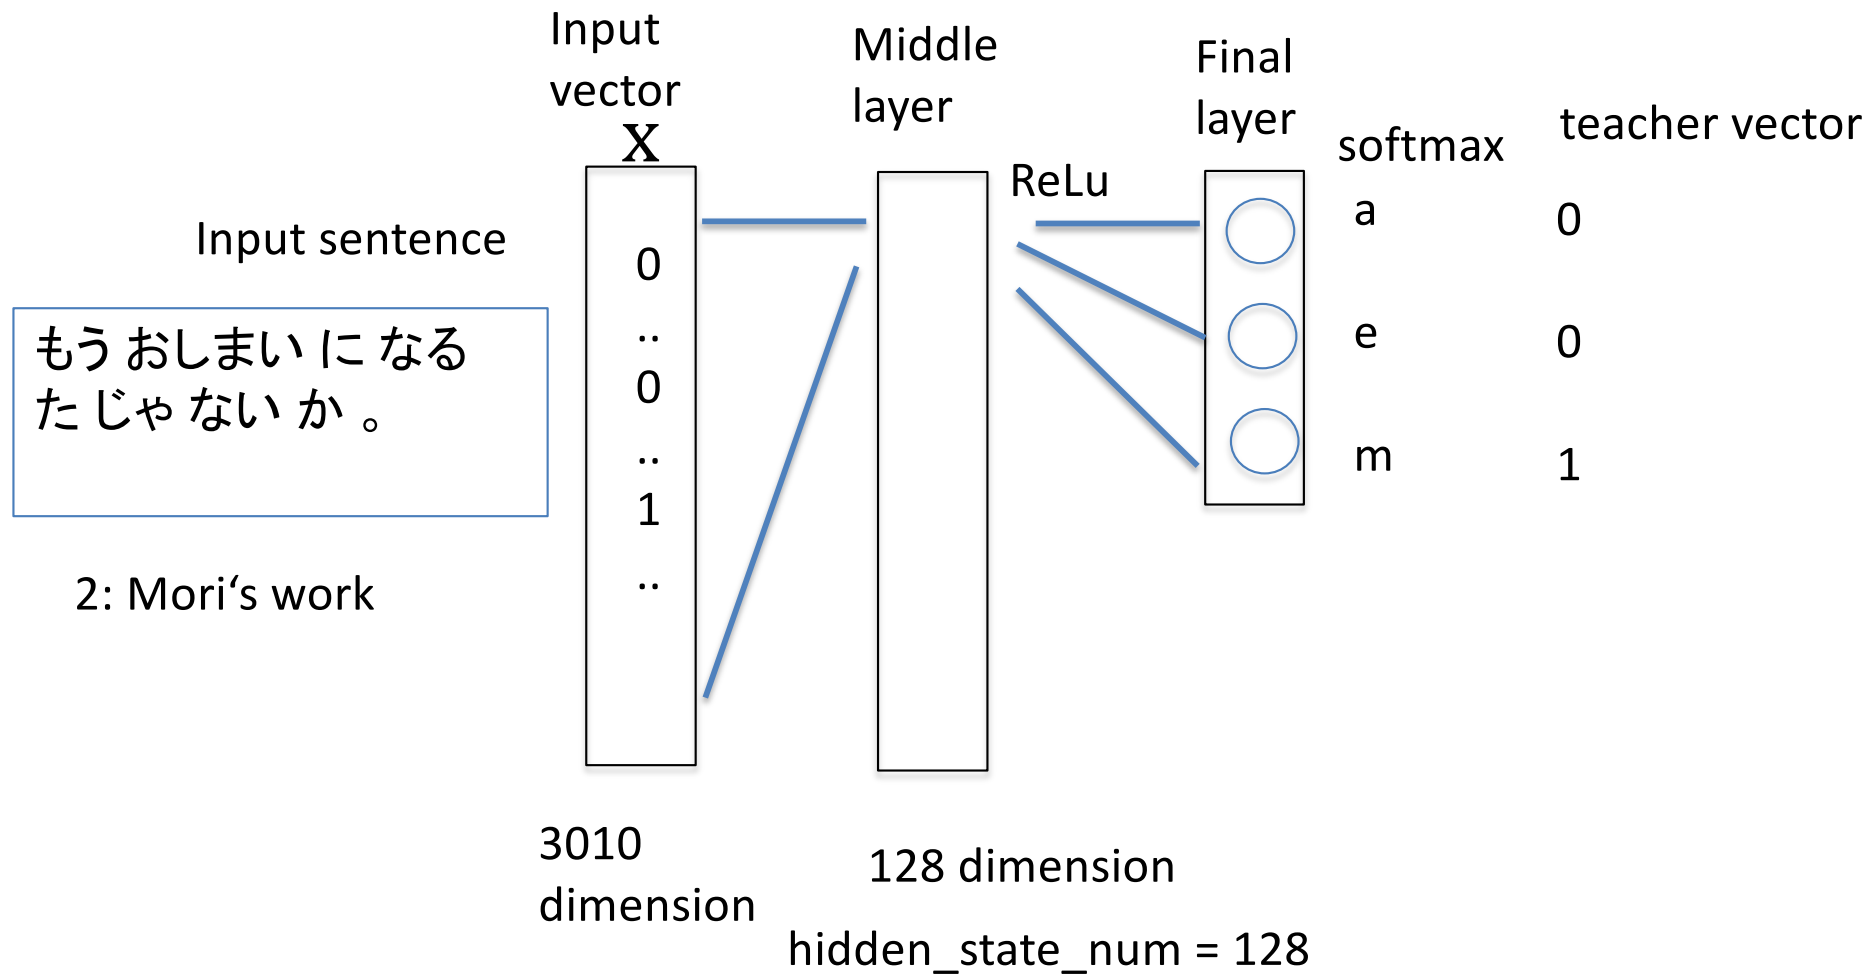 Input
vector
X
Middle
layer
Final
layer
softmax
teacher vector
ReLu
Input sentence
もう おしまい に なる
た じゃ ない か 。
2: Mori‘s work
0
..
0
..
1
..
a
0
e
0
m
1
3010
dimension
128 dimension
hidden_state_num = 128